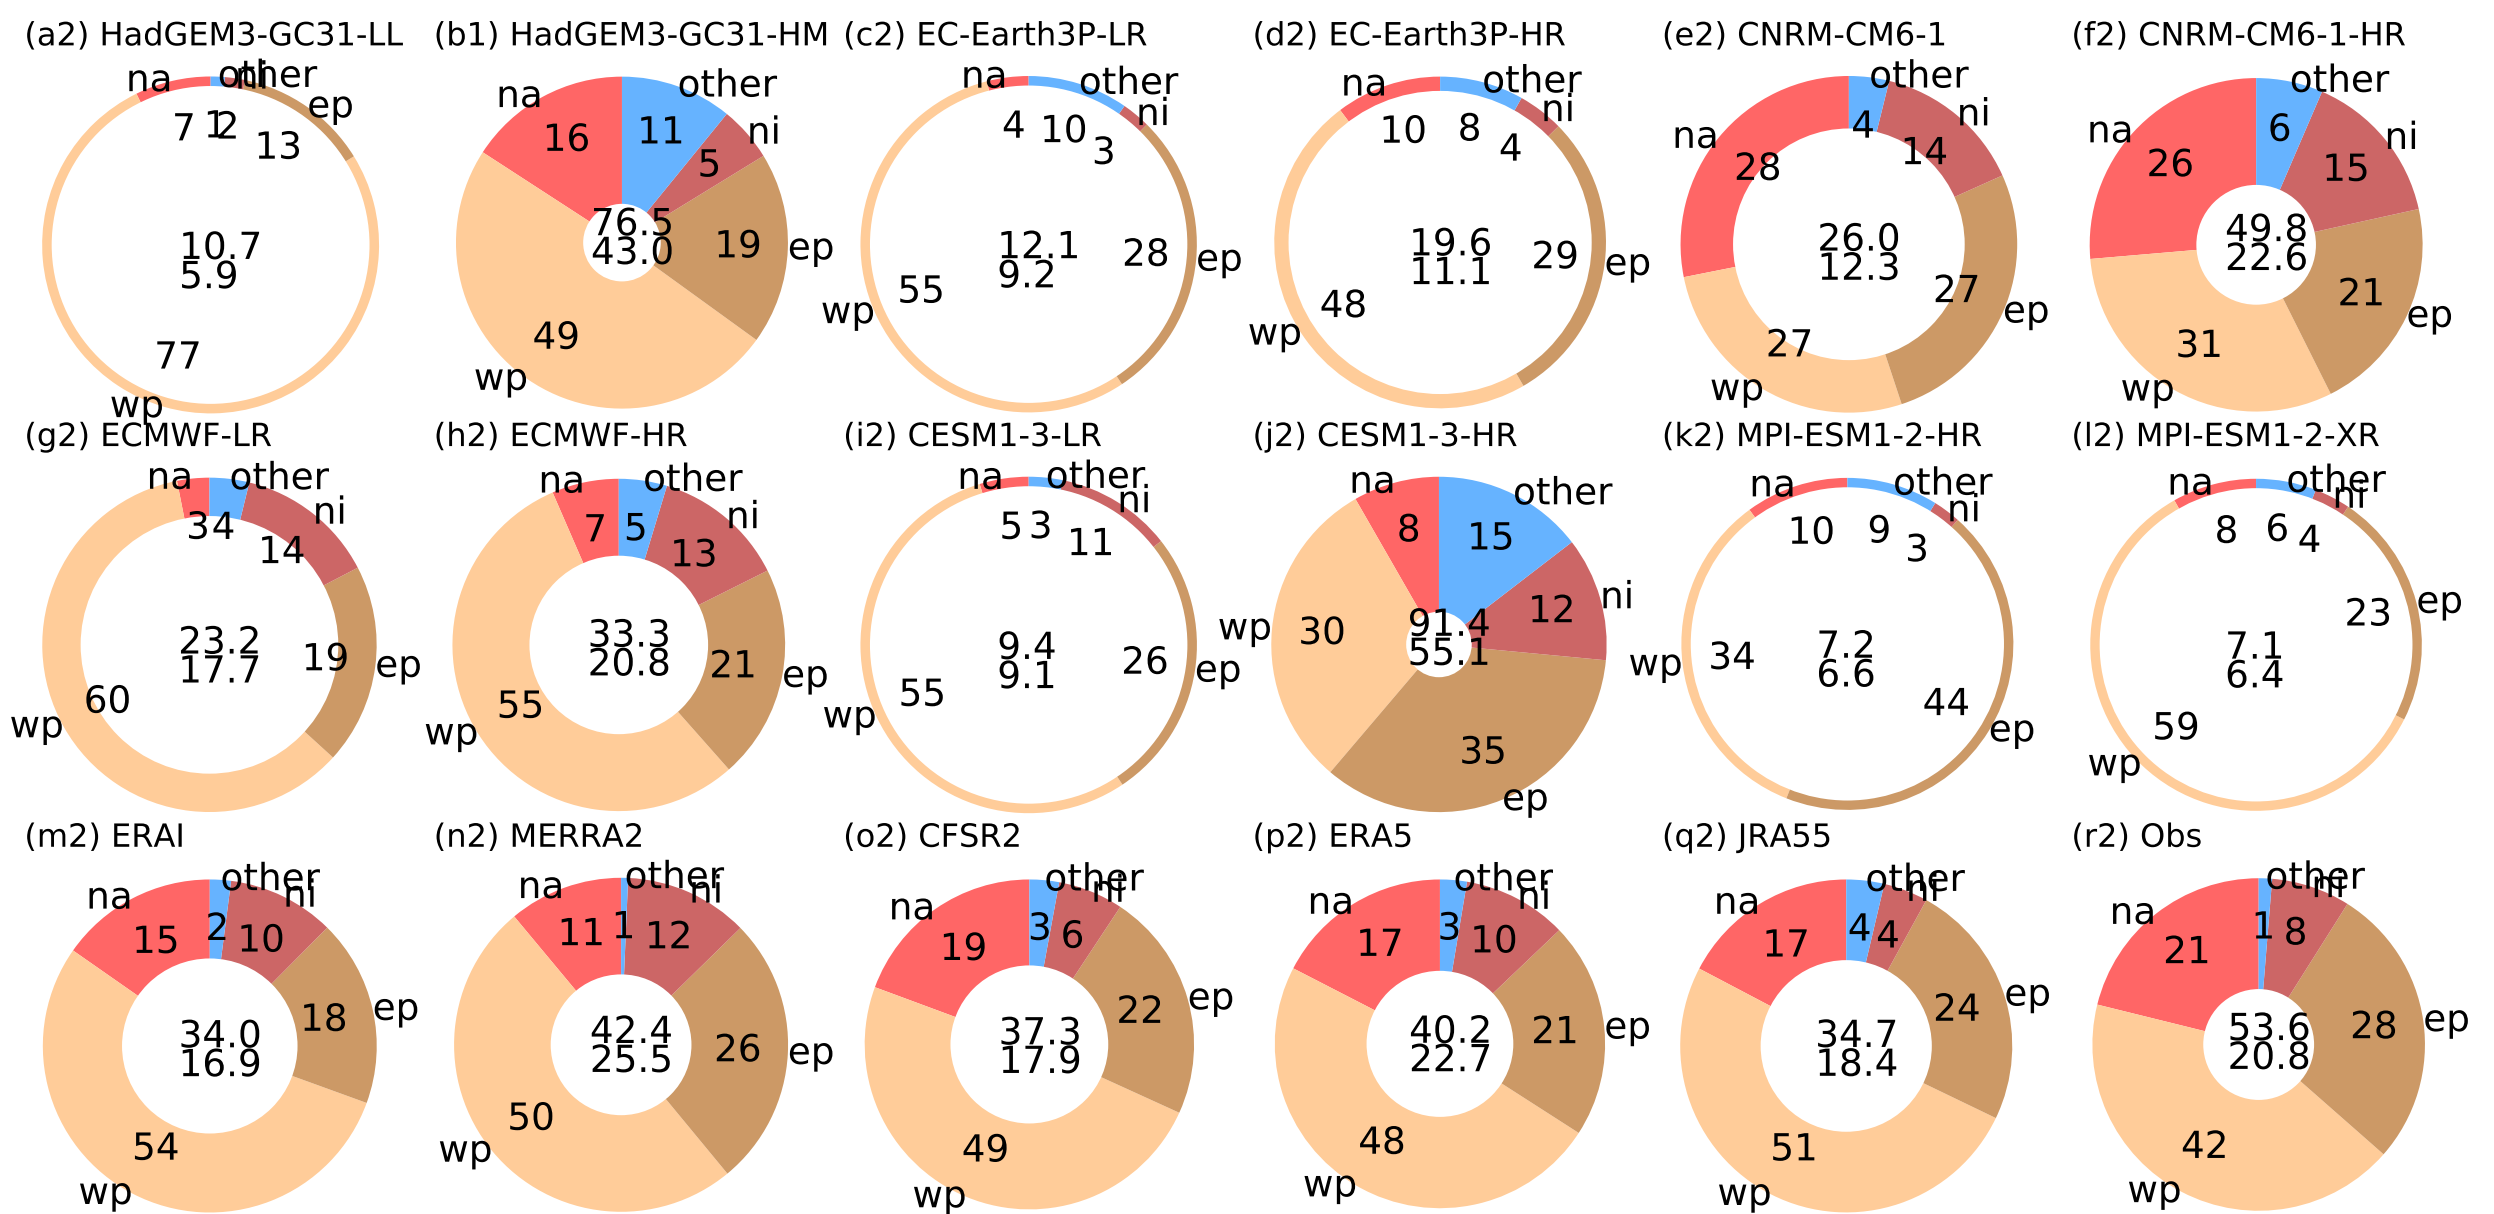 (a2) HadGEM3-GC31-LL
na
other
ni
ep
7
1
2
13
10.7
5.9
77
wp
(b1) HadGEM3-GC31-HM
na
other
ni
16
11
5
76.5
43.0
19
ep
49
wp
(c2) EC-Earth3P-LR
na
other
ni
4
10
3
12.1
9.2
28
ep
55
wp
(d2) EC-Earth3P-HR
na
other
ni
10
8
4
19.6
11.1
29
ep
48
wp
(e2) CNRM-CM6-1
na
other
ni
28
4
14
26.0
12.3
27
ep
27
wp
(f2) CNRM-CM6-1-HR
na
other
ni
26
6
15
49.8
22.6
21
ep
31
wp
(g2) ECMWF-LR
na
other
ni
3
4
14
23.2
17.7
19
ep
60
wp
(h2) ECMWF-HR
na
other
ni
7
5
13
33.3
20.8
21
ep
55
wp
(i2) CESM1-3-LR
na
other
ni
5
3
11
9.4
9.1
26
ep
55
wp
(j2) CESM1-3-HR
na
other
ni
8
15
12
91.4
55.1
30
wp
35
ep
(k2) MPI-ESM1-2-HR
na
other
ni
10
9
3
7.2
6.6
34
wp
44
ep
(l2) MPI-ESM1-2-XR
na
other
ni
8
6
4
23
ep
7.1
6.4
59
wp
(m2) ERAI
na
other
ni
15
2
10
18
ep
34.0
16.9
54
wp
(n2) MERRA2
na
other
ni
11
1
12
42.4
25.5
26
ep
50
wp
(o2) CFSR2
na
other
ni
19
3
6
22
ep
37.3
17.9
49
wp
(p2) ERA5
na
other
ni
17
3
10
40.2
22.7
21
ep
48
wp
(q2) JRA55
na
other
ni
17
4
4
24
ep
34.7
18.4
51
wp
(r2) Obs
na
other
ni
21
1
8
53.6
20.8
28
ep
42
wp